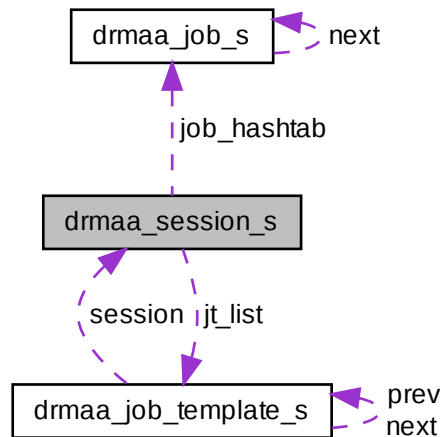 drmaa_job_s
next
job_hashtab
drmaa_session_s
session
jt_list
drmaa_job_template_s
prev
next